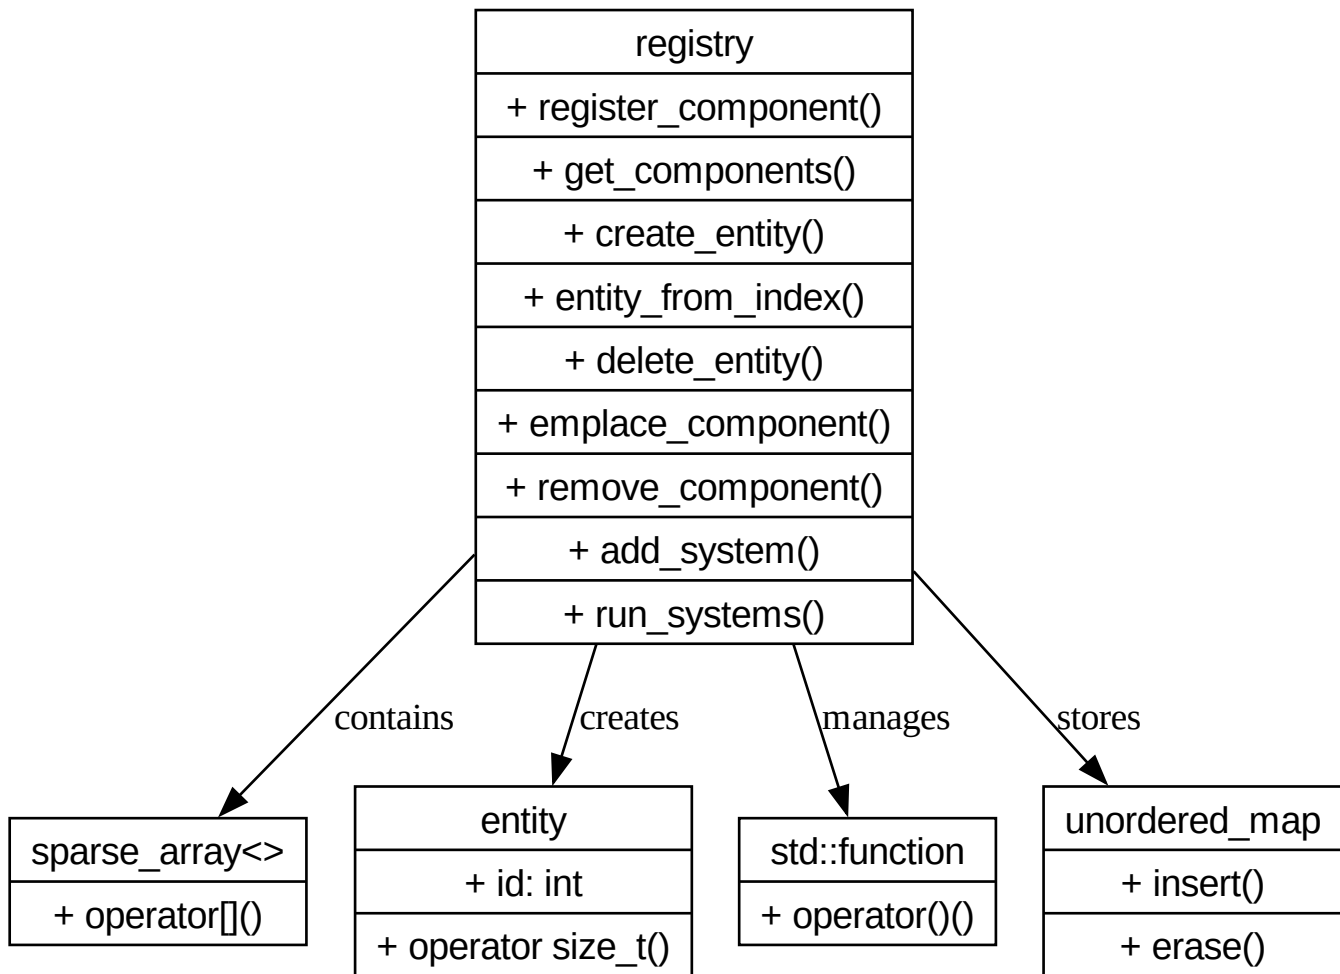 registry
+ register_component()
+ get_components()
+ create_entity()
+ entity_from_index()
+ delete_entity()
+ emplace_component()
+ remove_component()
+ add_system()
+ run_systems()
contains
creates
manages
stores
sparse_array<>
+ operator[]()
entity
+ id: int
+ operator size_t()
std::function
+ operator()()
unordered_map
+ insert()
+ erase()